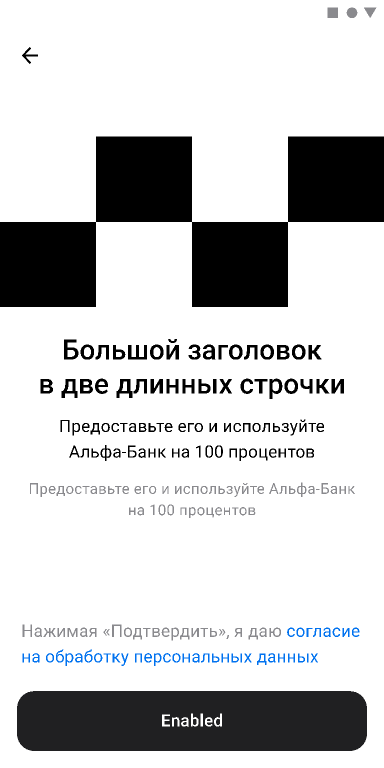 Большой заголовок
в две длинных строчки
Предоставьте его и используйте
Альфа-Банк на 100 процентов
Предоставьте его и используйте Альфа-Банк
на 100 процентов
Нажимая «Подтвердить», я даю согласие
на обработку персональных данных
Enabled